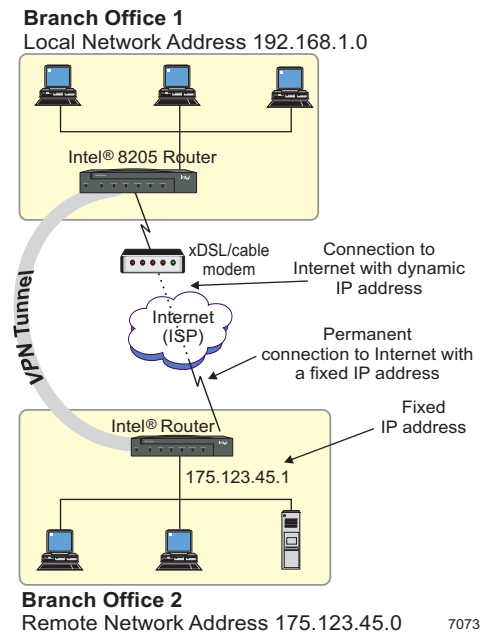 Branch Office 1
Local Network Address 192.168.1.0
Intel® 8205 Router
intel
xDSL/cable
modem
Connection to
Internet with dynamic
IP address
VPN Tunnel
Internet
(ISP)
Permanent
connection to Internet with
a fixed IP address
Intel® Router
intel
Fixed
IP address
175.123.45.1
Branch Office 2
Remote Network Address 175.123.45.0
7073